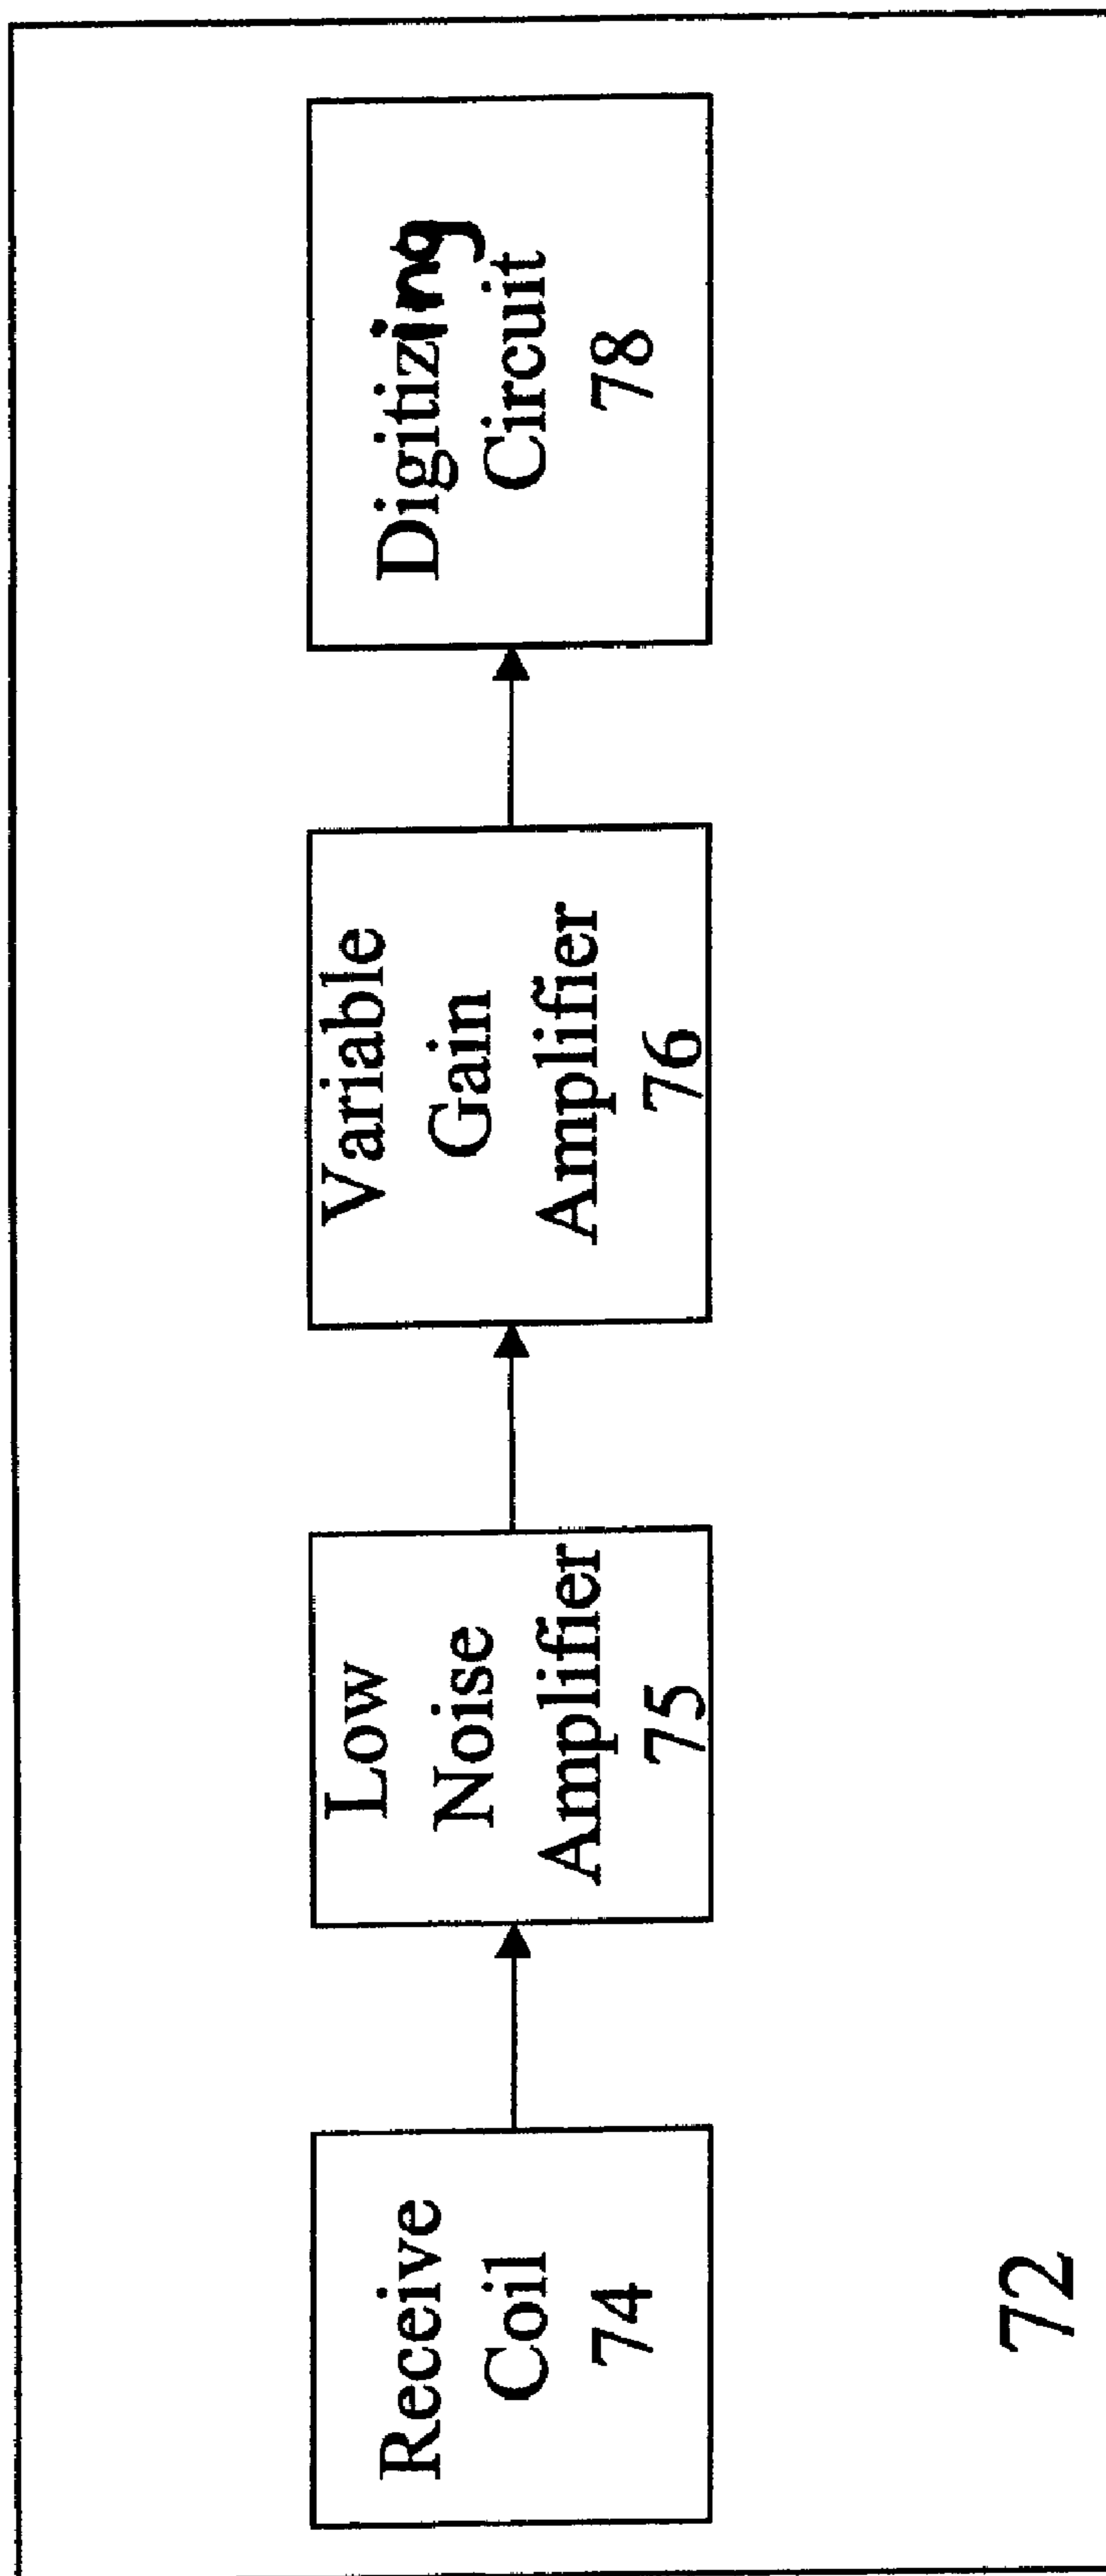 Receive
Coil
74
Low
Noise
Amplifier
75
Variable
Gain
Amplifier
76
Digitizing
Circuit
78
72